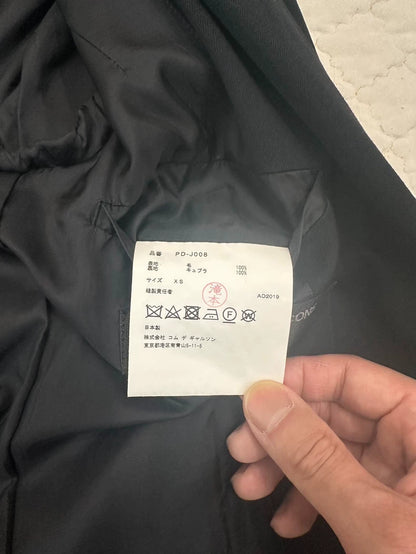 品番 PD-J008
表地 毛 100%
裏地 キュプラ 100%
サイズ XS
縫製責任者 滝本 AD2019
F W
日本製
株式会社 コム デ ギャルソン
東京都港区南青山5-11-5